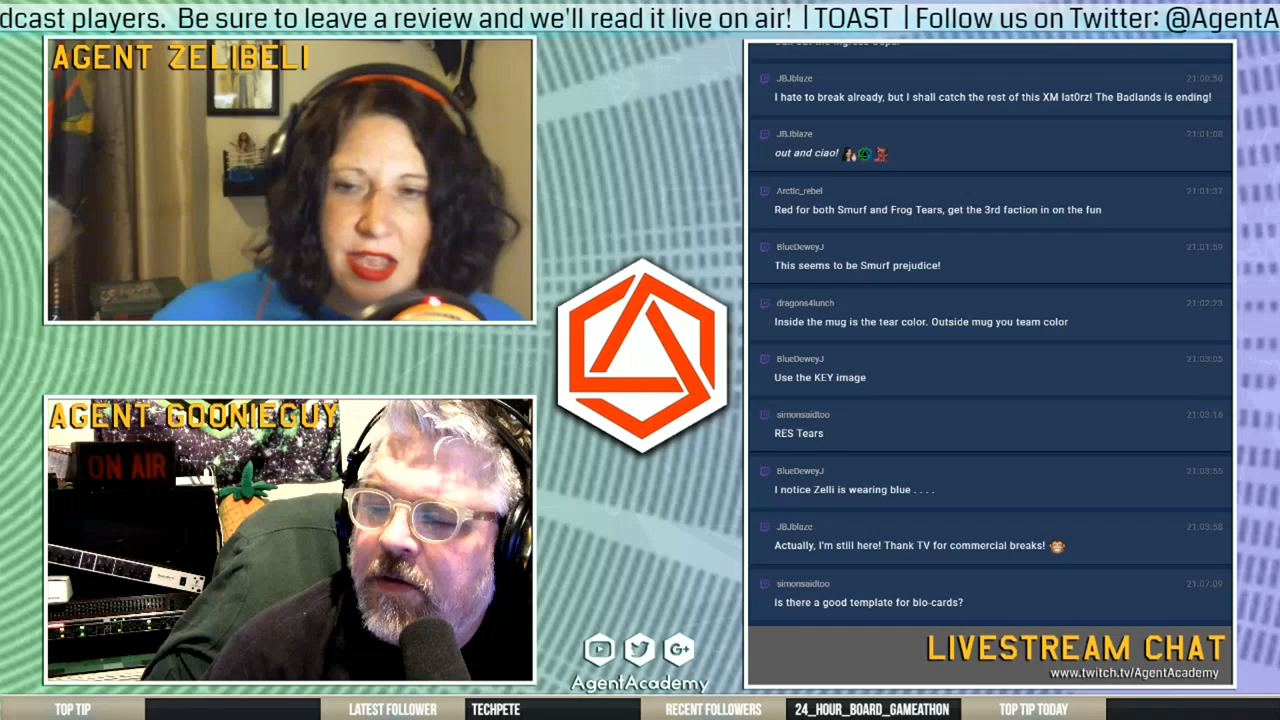 dcast players. Be sure to leave a review and we'll read it live on air! | TOAST | Follow us on Twitter: @AgentA
AGENT ZELIBELI
AGENT GOONIEGUY
ON AIR
AgentAcademy
JBJblaze 21:00:50
I hate to break already, but I shall catch the rest of this XM lat0rz! The Badlands is ending!
JBJblaze 21:01:08
out and ciao!
Arctic_rebel 21:01:37
Red for both Smurf and Frog Tears, get the 3rd faction in on the fun
BlueDeweyJ 21:01:59
This seems to be Smurf prejudice!
dragons4lunch 21:02:23
Inside the mug is the tear color. Outside mug you team color
BlueDeweyJ 21:03:05
Use the KEY image
simonsaidtoo 21:03:16
RES Tears
BlueDeweyJ 21:03:55
I notice Zelli is wearing blue . . . .
JBJblaze 21:03:58
Actually, I'm still here! Thank TV for commercial breaks!
simonsaidtoo 21:07:09
Is there a good template for bio-cards?
LIVESTREAM CHAT
www.twitch.tv/AgentAcademy
TOP TIP LATEST FOLLOWER TECHPETE RECENT FOLLOWERS 24_HOUR_BOARD_GAMEATHON TOP TIP TODAY